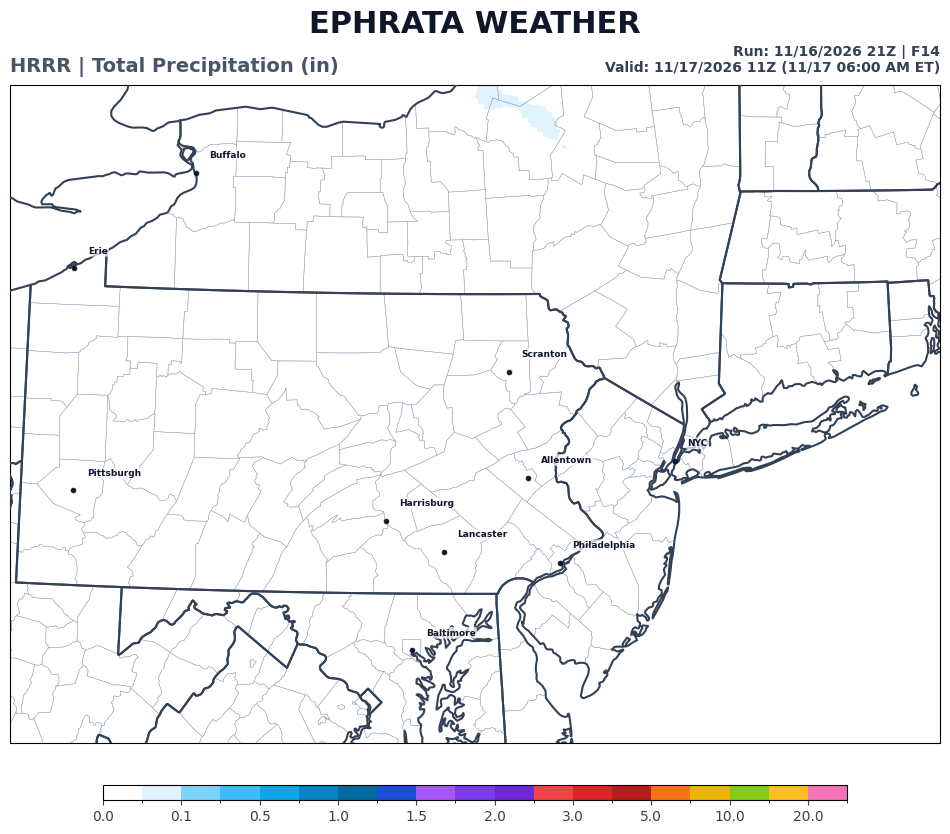 EPHRATA WEATHER
HRRR | Total Precipitation (in)
Run: 11/16/2026 21Z | F14
Valid: 11/17/2026 11Z (11/17 06:00 AM ET)
Buffalo
Erie
Scranton
NYC
Allentown
Pittsburgh
Harrisburg
Lancaster
Philadelphia
Baltimore
0.0 0.1 0.5 1.0 1.5 2.0 3.0 5.0 10.0 20.0